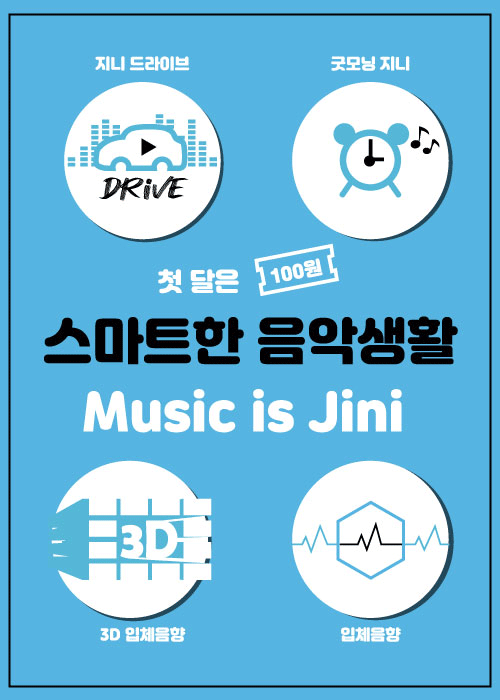 지니 드라이브
굿모닝 지니
DRiVE
첫 달은 100원
스마트한 음악생활
Music is Jini
3D
3D 입체음향
입체음향